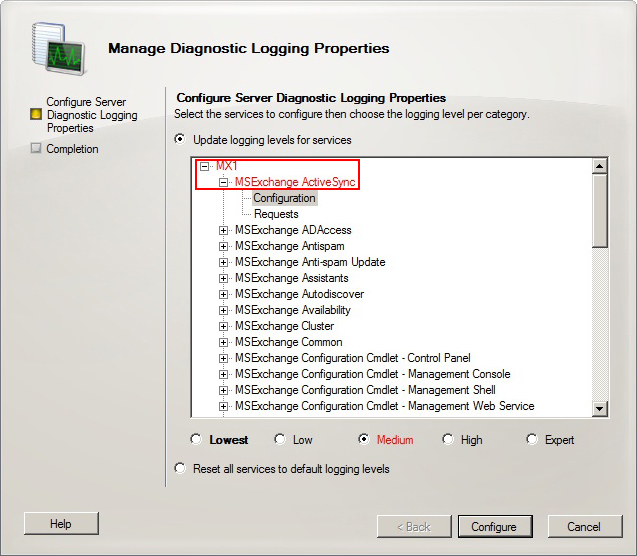 Manage Diagnostic Logging Properties
Configure Server
Diagnostic Logging
Properties
Completion
Configure Server Diagnostic Logging Properties
Select the services to configure then choose the logging level per category.
Update logging levels for services
MX1
MSExchange ActiveSync
Configuration
Requests
MSExchange ADAccess
MSExchange Antispam
MSExchange Anti-spam Update
MSExchange Assistants
MSExchange Autodiscover
MSExchange Availability
MSExchange Cluster
MSExchange Common
MSExchange Configuration Cmdlet - Control Panel
MSExchange Configuration Cmdlet - Management Console
MSExchange Configuration Cmdlet - Management Shell
MSExchange Configuration Cmdlet - Management Web Service
Lowest Low Medium High Expert
Reset all services to default logging levels
Help < Back Configure Cancel